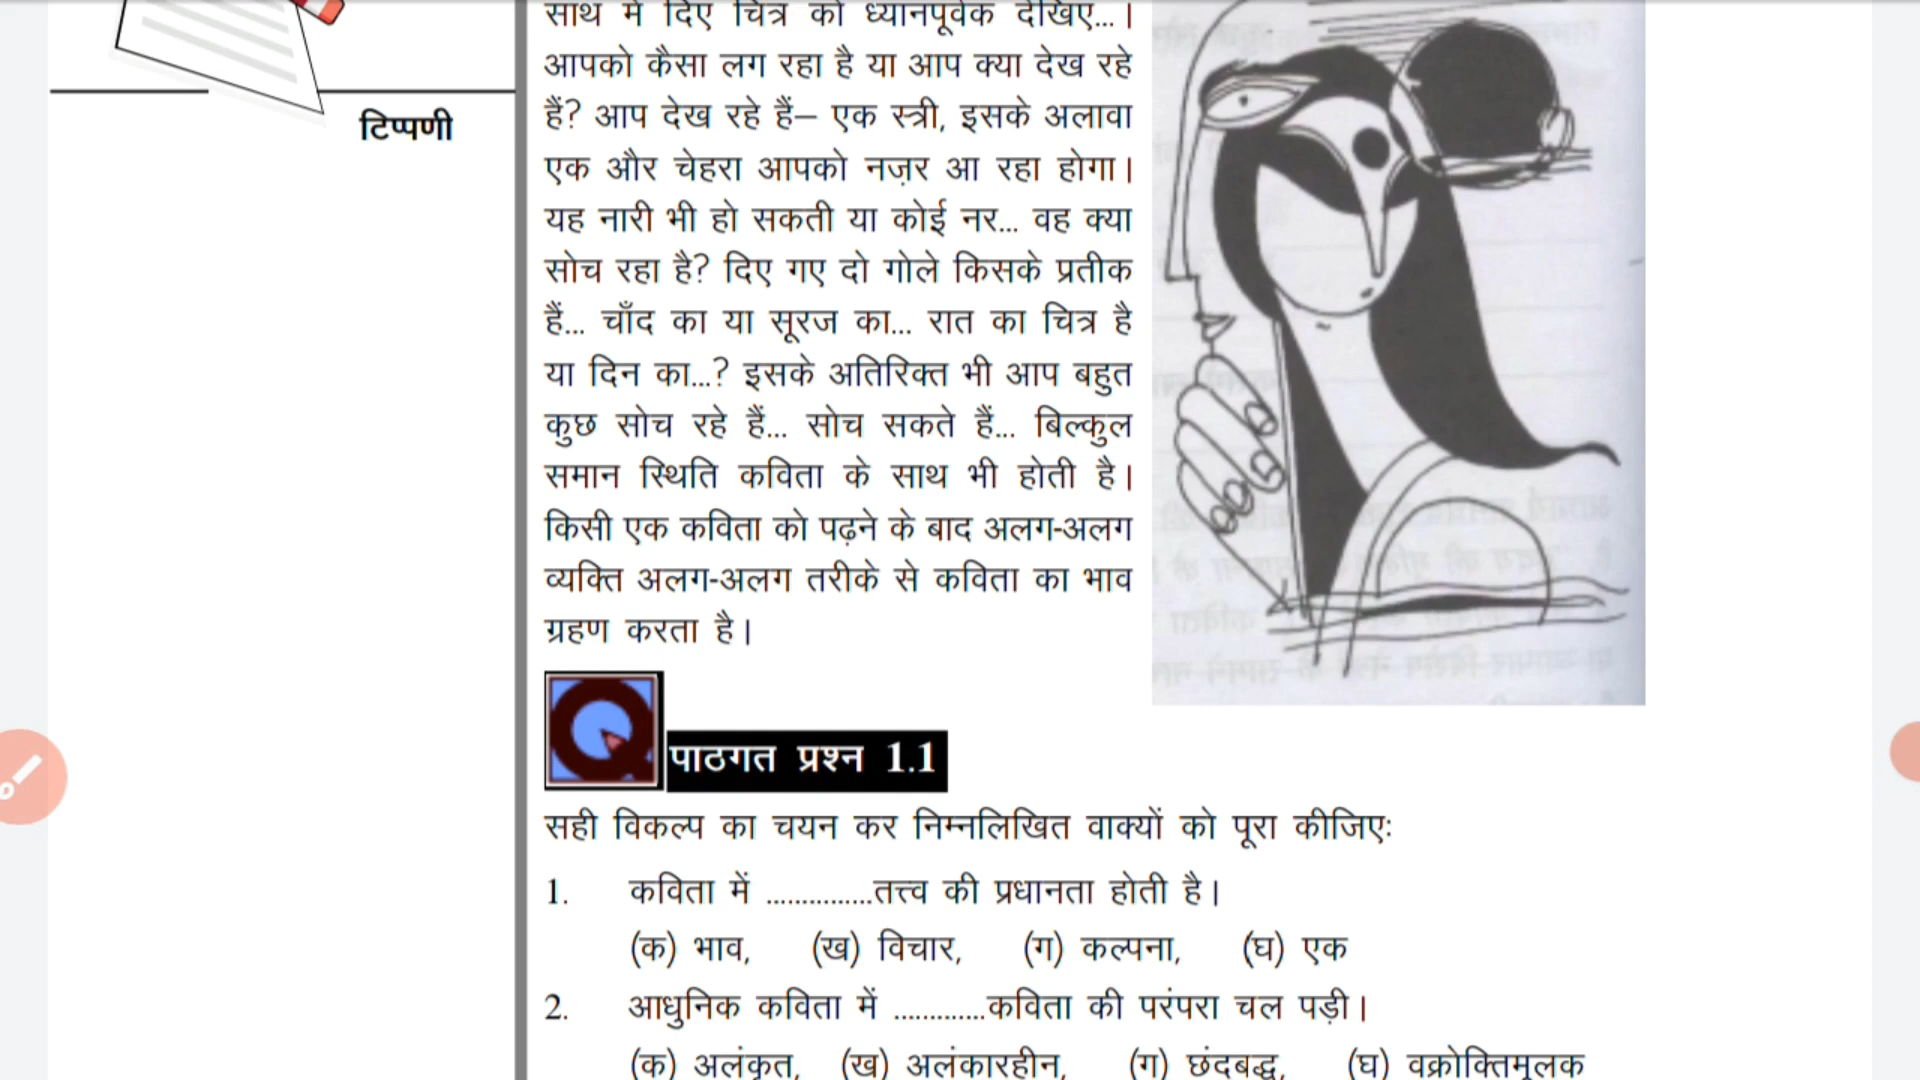 साथ में दिए चित्र को ध्यानपूर्वक देखिए...।
आपको कैसा लग रहा है या आप क्या देख रहे
हैं? आप देख रहे हैं– एक स्त्री, इसके अलावा
एक और चेहरा आपको नज़र आ रहा होगा।
यह नारी भी हो सकती या कोई नर... वह क्या
सोच रहा है? दिए गए दो गोले किसके प्रतीक
हैं... चाँद का या सूरज का... रात का चित्र है
या दिन का...? इसके अतिरिक्त भी आप बहुत
कुछ सोच रहे हैं... सोच सकते हैं... बिल्कुल
समान स्थिति कविता के साथ भी होती है।
किसी एक कविता को पढ़ने के बाद अलग-अलग
व्यक्ति अलग-अलग तरीके से कविता का भाव
ग्रहण करता है।
टिप्पणी
पाठगत प्रश्न 1.1
सही विकल्प का चयन कर निम्नलिखित वाक्यों को पूरा कीजिए:
1. कविता में ...............तत्त्व की प्रधानता होती है।
(क) भाव, (ख) विचार, (ग) कल्पना, (घ) एक
2. आधुनिक कविता में .............कविता की परंपरा चल पड़ी।
(क) अलंकृत, (ख) अलंकारहीन, (ग) छंदबद्ध, (घ) वक्रोक्तिमूलक